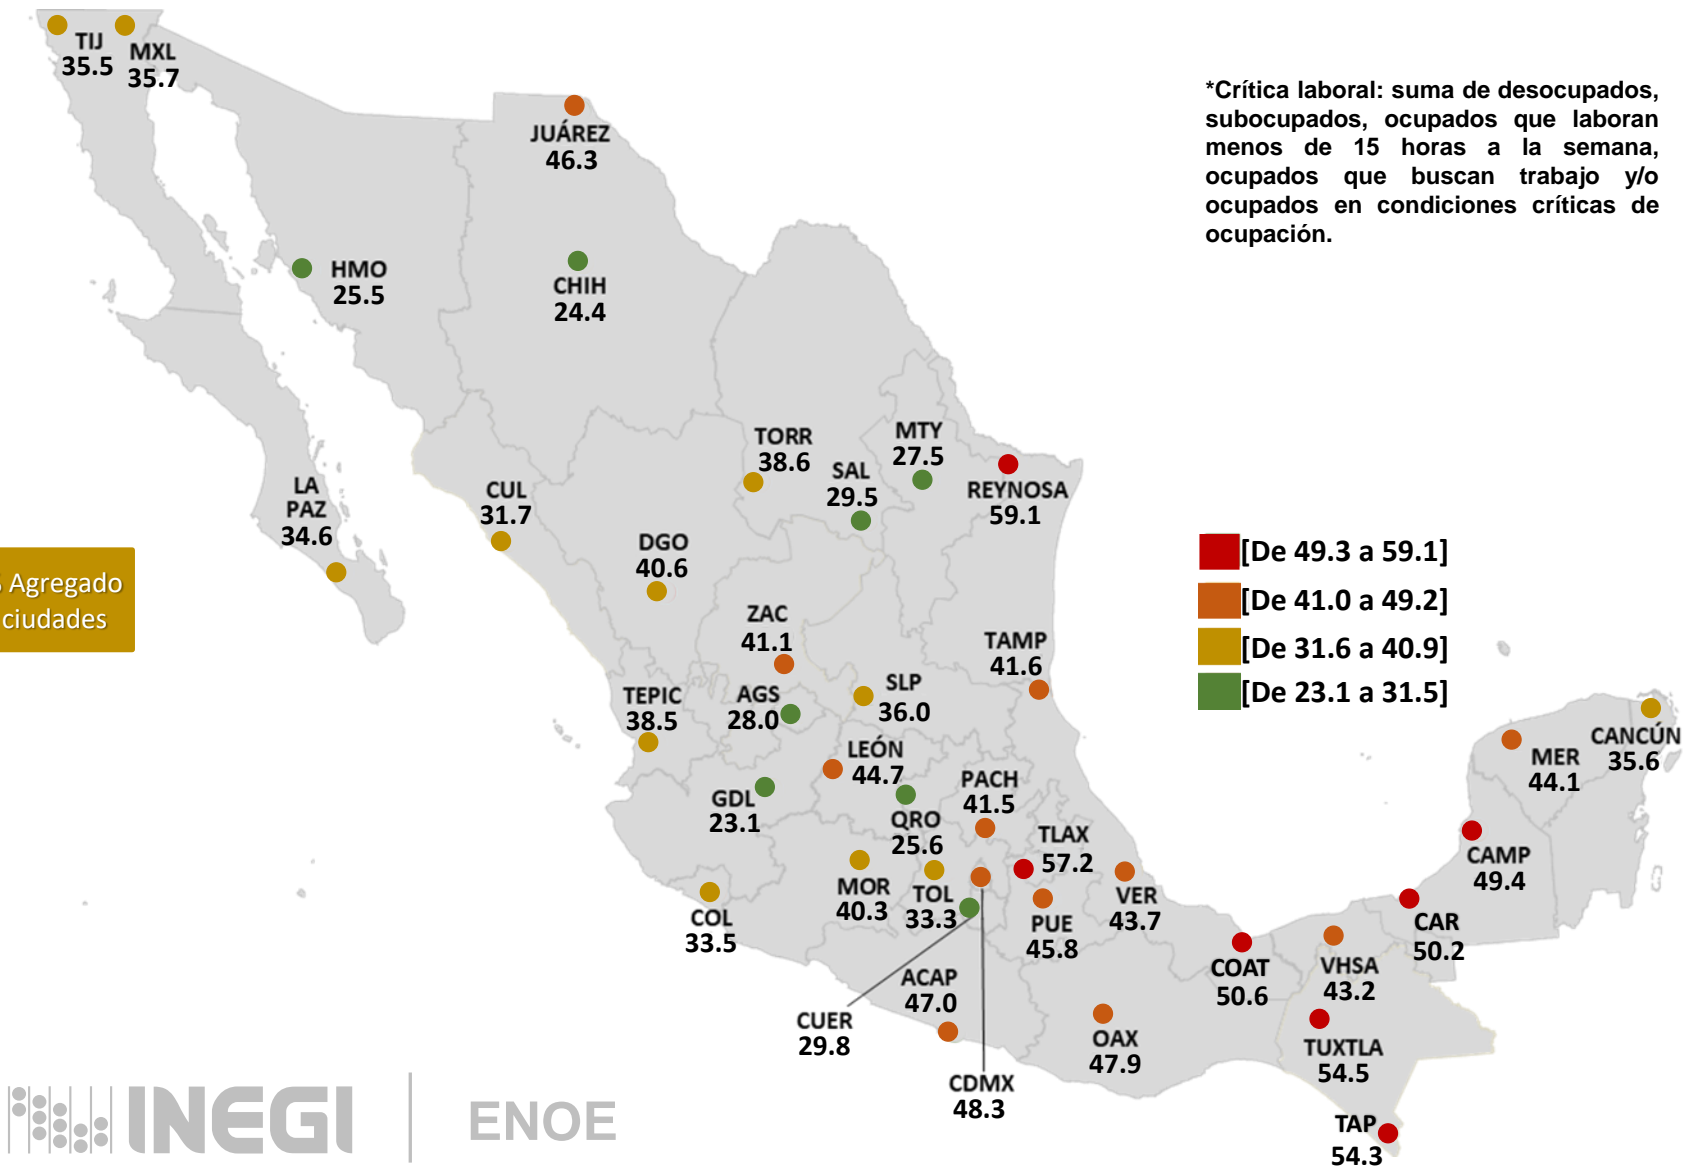 TIJ
35.5
MXL
35.7
JUÁREZ
46.3
*Crítica laboral: suma de desocupados,
subocupados, ocupados que laboran
menos de 15 horas a la semana,
ocupados que buscan trabajo y/o
ocupados en condiciones críticas de
ocupación.
HMO
25.5
CHIH
24.4
TORR
38.6
MTY
27.5
SAL
29.5
REYNOSA
59.1
LA
PAZ
34.6
CUL
31.7
DGO
40.6
Agregado
ciudades
[De 49.3 a 59.1]
[De 41.0 a 49.2]
[De 31.6 a 40.9]
[De 23.1 a 31.5]
ZAC
41.1
TAMP
41.6
TEPIC
38.5
AGS
28.0
SLP
36.0
LEÓN
44.7
PACH
41.5
GDL
23.1
QRO
25.6
TLAX
57.2
MER
44.1
CANCÚN
35.6
CAMP
49.4
COL
33.5
MOR
40.3
TOL
33.3
PUE
45.8
VER
43.7
CAR
50.2
ACAP
47.0
COAT
50.6
VHSA
43.2
CUER
29.8
OAX
47.9
TUXTLA
54.5
CDMX
48.3
TAP
54.3
INEGI
ENOE